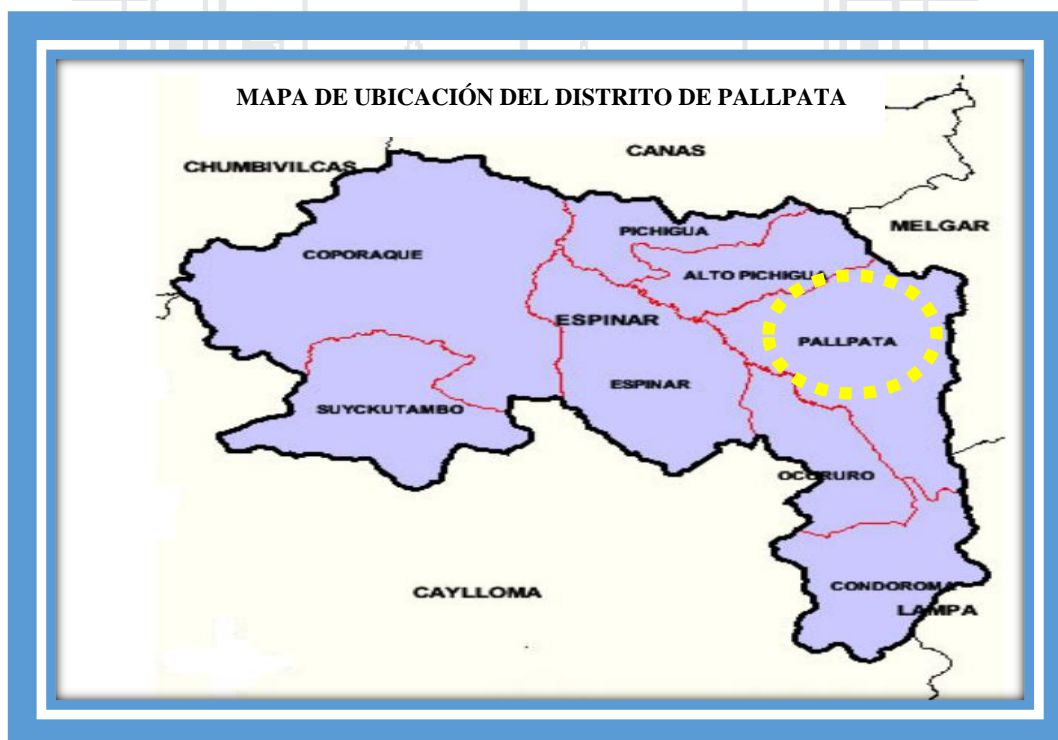 MAPA DE UBICACIÓN DEL DISTRITO DE PALLPATA
CANAS
CHUMBIVILCAS
MELGAR
PICHIGUA
COPORAQUE
ALTO PICHIGUA
ESPINAR
PALLPATA
ESPINAR
SUYCKUTAMBO
OCORURO
CONDOROMA
CAYLLOMA
LAMPA